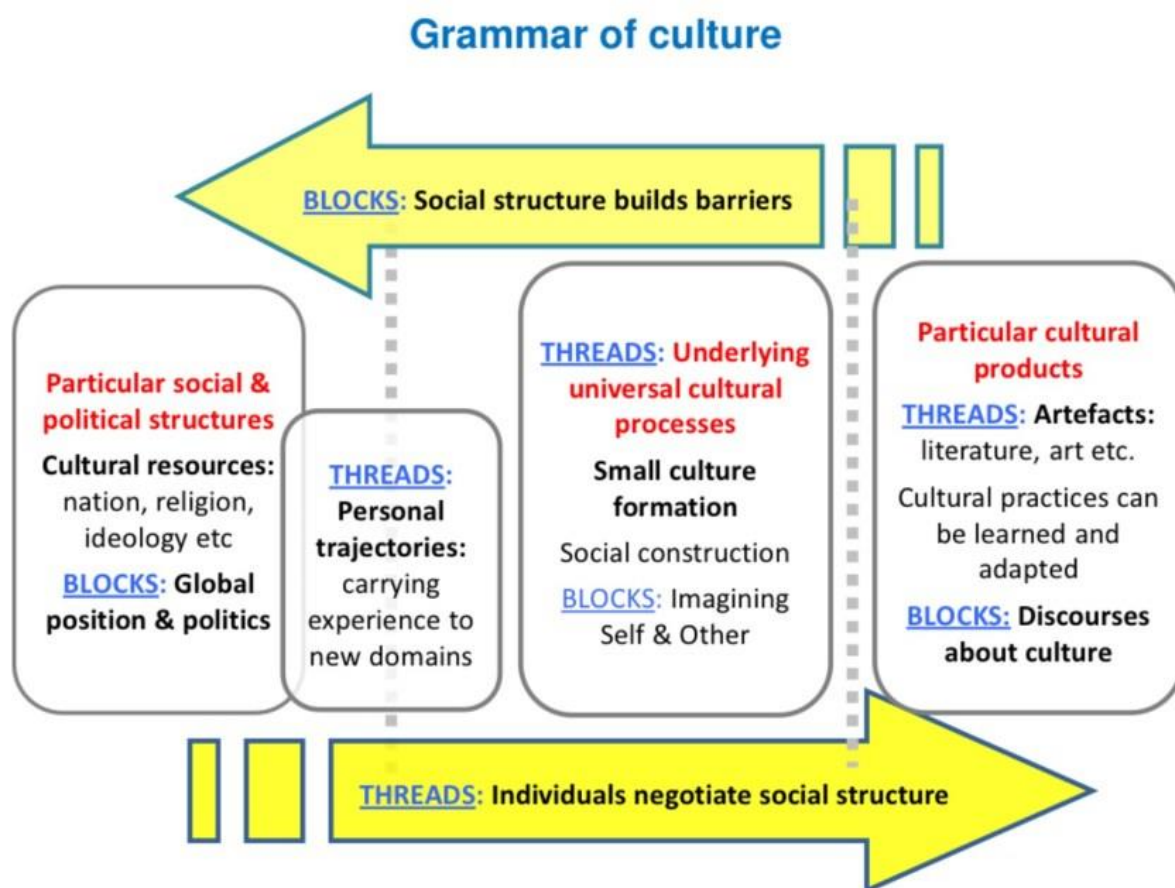 Grammar of culture
BLOCKS: Social structure builds barriers
Particular social &
political structures
Cultural resources:
nation, religion,
ideology etc
BLOCKS: Global
position & politics
THREADS:
Personal
trajectories:
carrying
experience to
new domains
THREADS: Underlying
universal cultural
processes
Small culture
formation
Social construction
BLOCKS: Imagining
Self & Other
Particular cultural
products
THREADS: Artefacts:
literature, art etc.
Cultural practices can
be learned and
adapted
BLOCKS: Discourses
about culture
THREADS: Individuals negotiate social structure